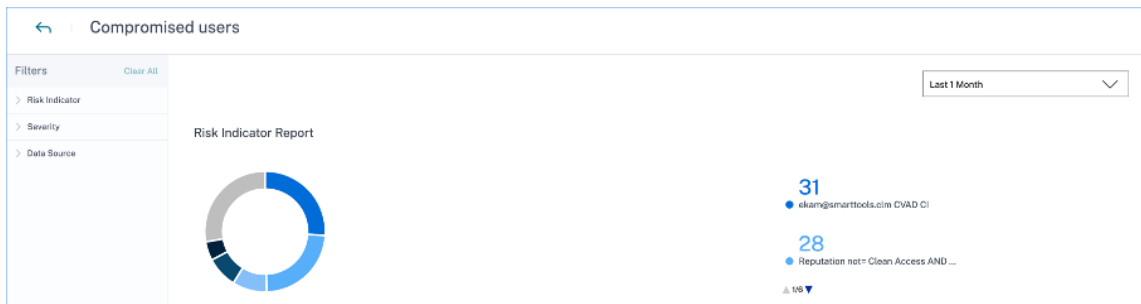 Compromised users
Filters Clear All
Risk Indicator
Severity
Data Source
Last 1 Month
Risk Indicator Report
31
ekam@smarttools.clm CVAD CI
28
Reputation not= Clean Access AND ...
1/6